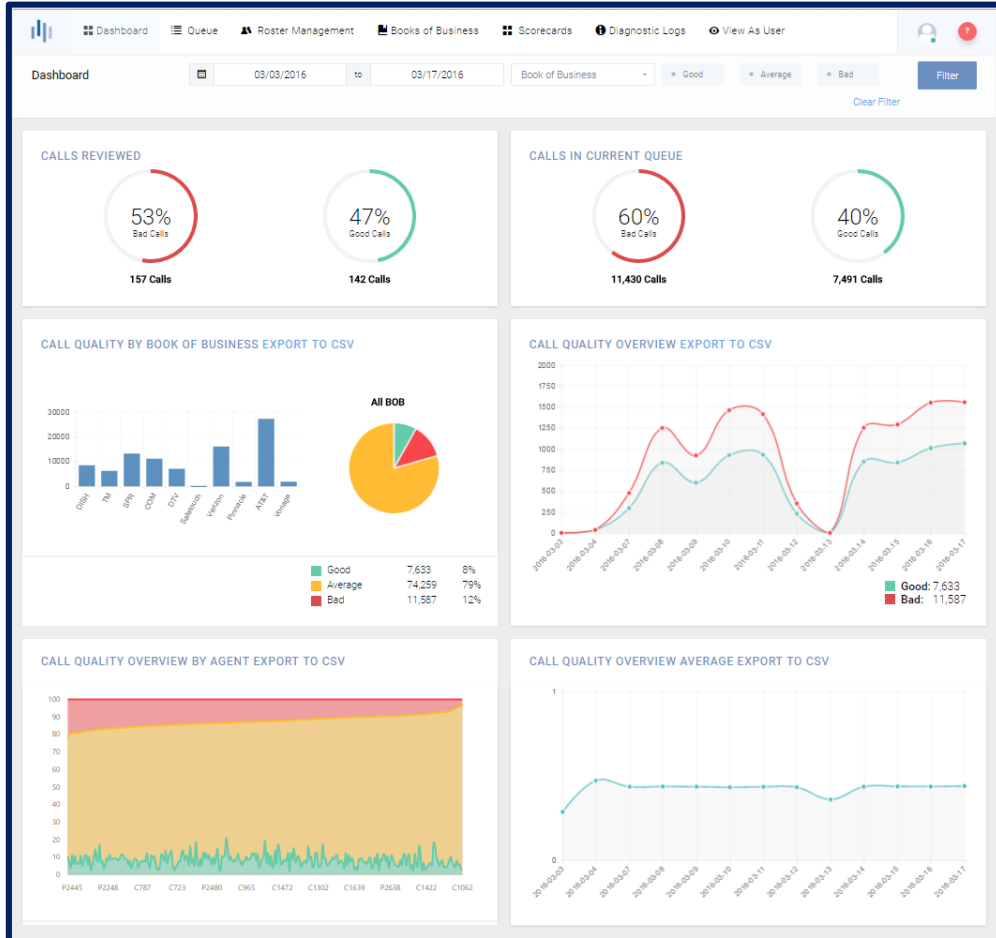 Dashboard Queue Roster Management Books of Business Scorecards Diagnostic Logs View As User ?
Dashboard 03/03/2016 to 03/17/2016 Book of Business Good Average Bad Filter
Clear Filter
CALLS REVIEWED
53%
Bad Calls
157 Calls
47%
Good Calls
142 Calls
CALLS IN CURRENT QUEUE
60%
Bad Calls
11,430 Calls
40%
Good Calls
7,491 Calls
CALL QUALITY BY BOOK OF BUSINESS EXPORT TO CSV
30000
20000
10000
0
DISH TM SPR COM DTV Safetouch Verizon Pinnacle AT&T Vonage
All BOB
Good 7,633 8%
Average 74,259 79%
Bad 11,587 12%
CALL QUALITY OVERVIEW EXPORT TO CSV
2000
1750
1500
1250
1000
750
500
250
0
2016-03-03 2016-03-04 2016-03-07 2016-03-08 2016-03-09 2016-03-10 2016-03-11 2016-03-12 2016-03-13 2016-03-14 2016-03-15 2016-03-16 2016-03-17
Good: 7,633
Bad: 11,587
CALL QUALITY OVERVIEW BY AGENT EXPORT TO CSV
100
90
80
70
60
50
40
30
20
10
0
P2445 P2248 C787 C723 P2480 C965 C1472 C1302 C1639 P2638 C1422 C1062
CALL QUALITY OVERVIEW AVERAGE EXPORT TO CSV
1
0
2016-03-03 2016-03-04 2016-03-07 2016-03-08 2016-03-09 2016-03-10 2016-03-11 2016-03-12 2016-03-13 2016-03-14 2016-03-15 2016-03-16 2016-03-17